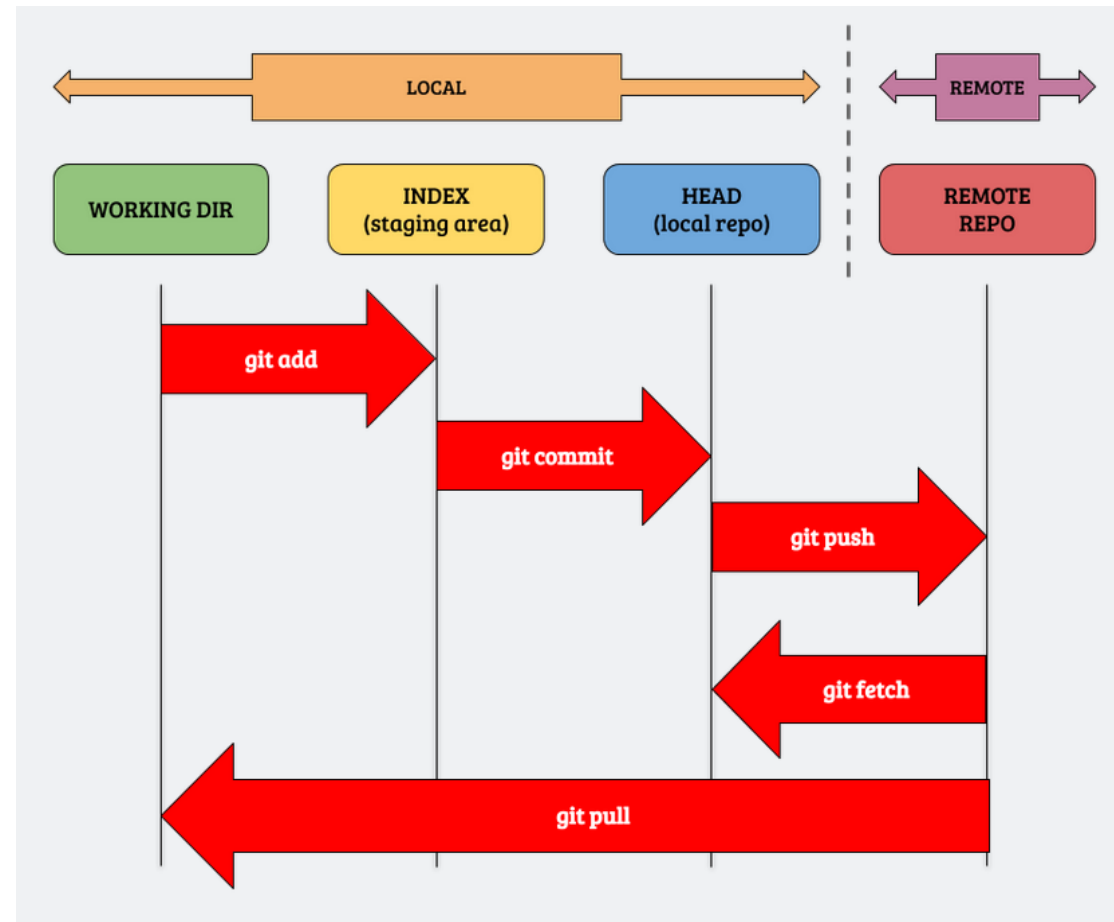 LOCAL
REMOTE
WORKING DIR
INDEX
(staging area)
HEAD
(local repo)
REMOTE
REPO
git add
git commit
git push
git fetch
git pull